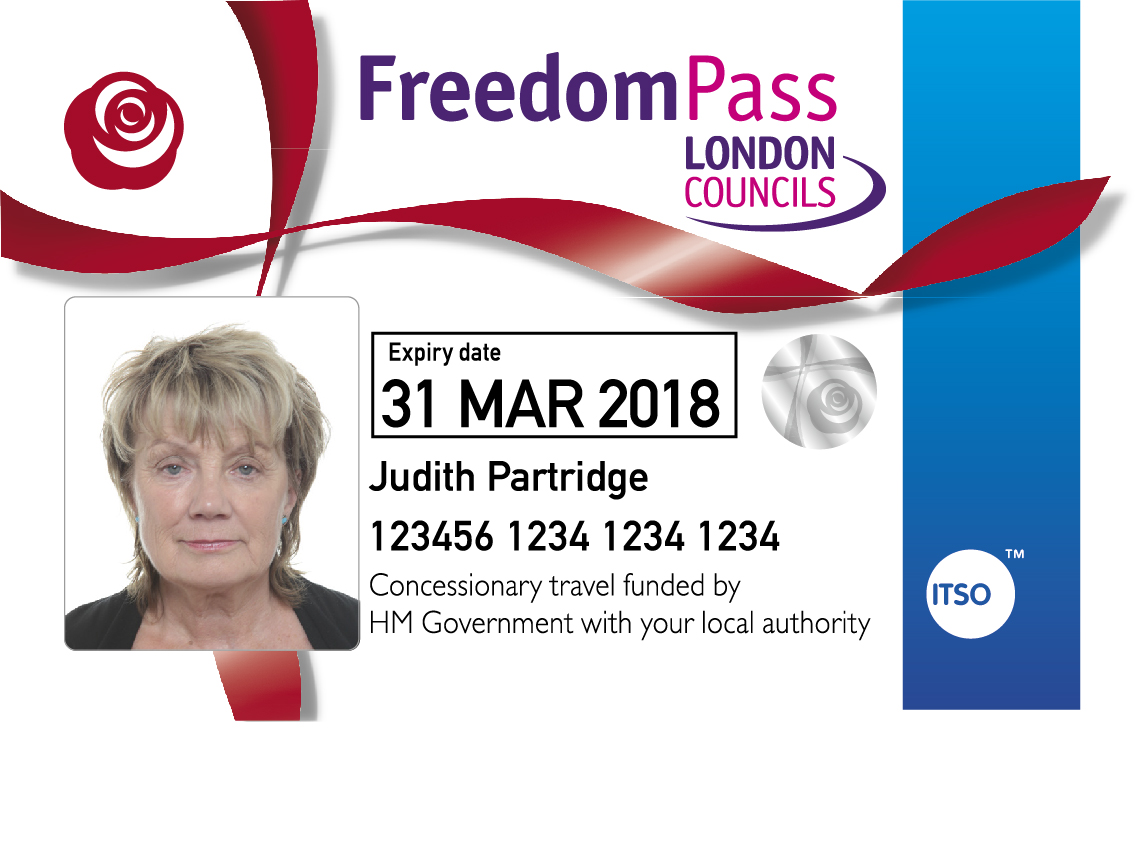 FreedomPass
LONDON
COUNCILS
Expiry date
31 MAR 2018
Judith Partridge
123456 1234 1234 1234
Concessionary travel funded by
HM Government with your local authority
ITSO TM